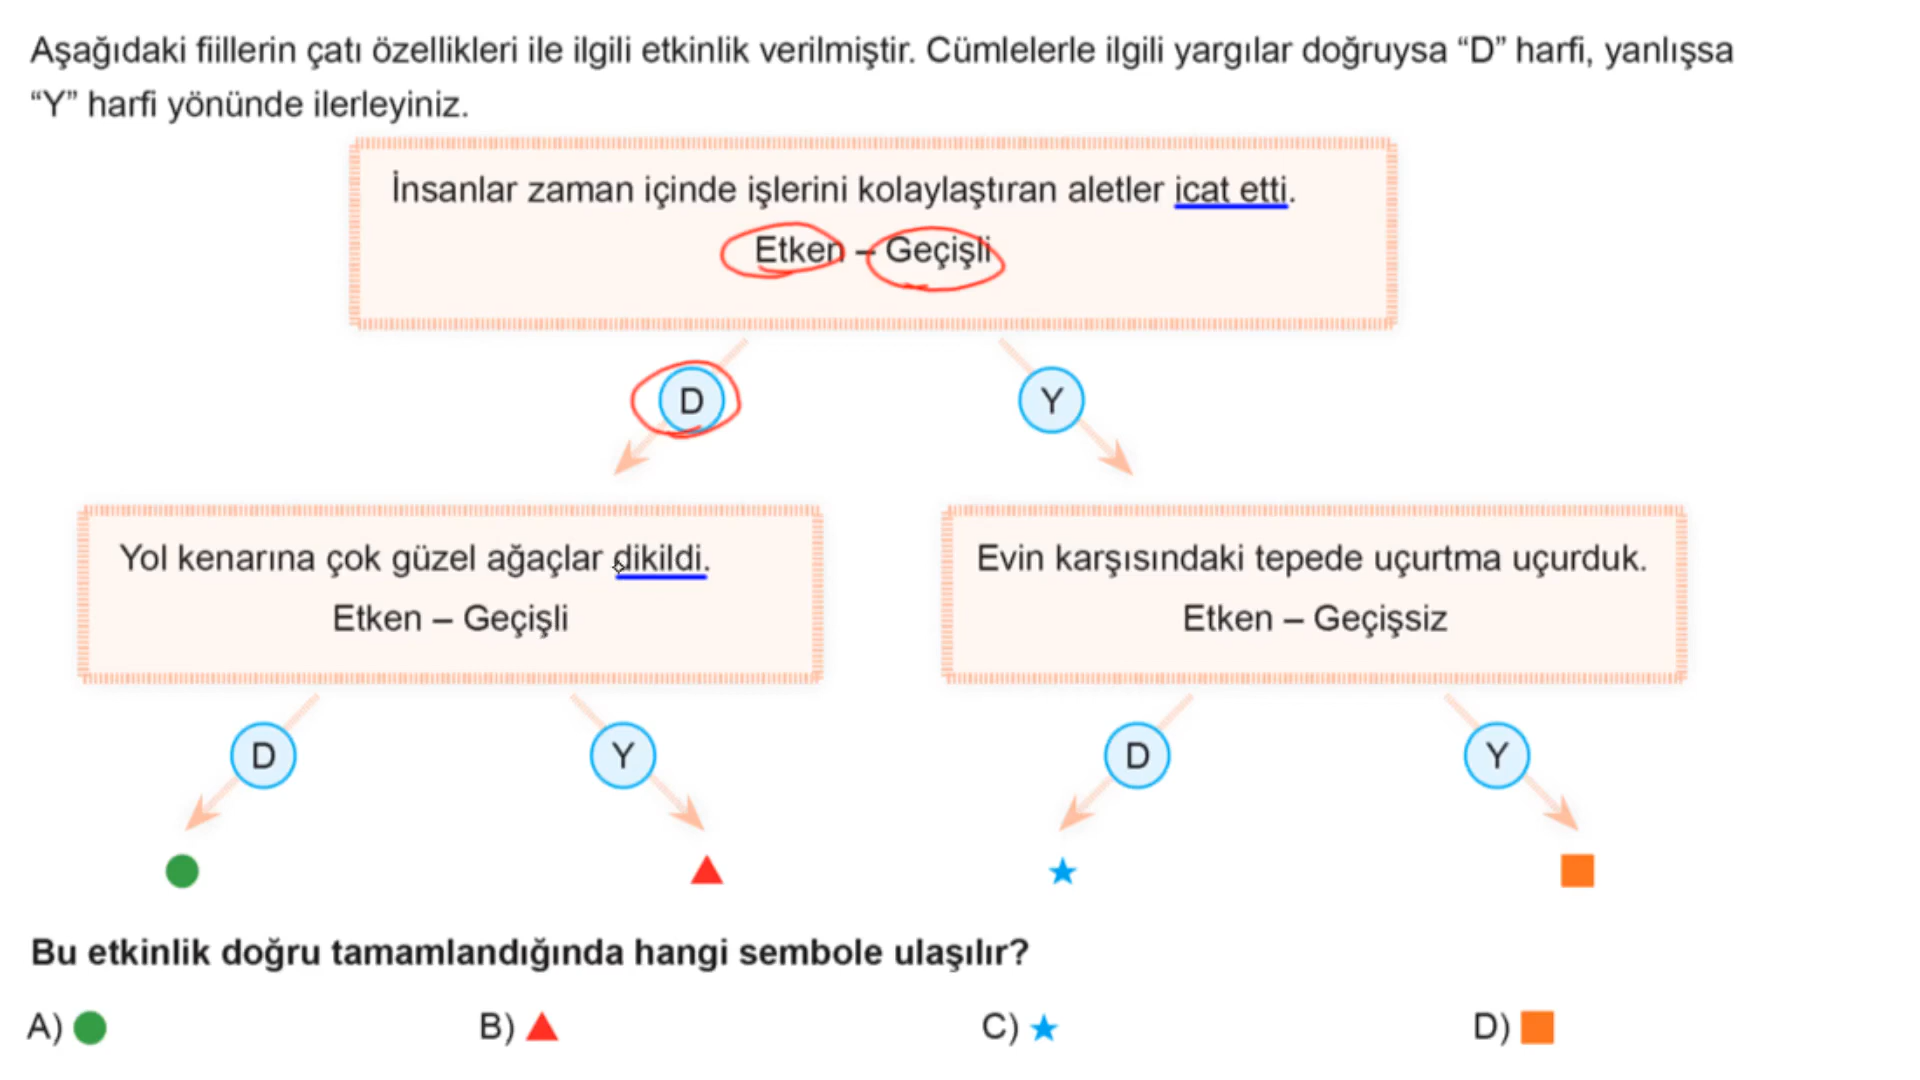 Aşağıdaki fiillerin çatı özellikleri ile ilgili etkinlik verilmiştir. Cümlelerle ilgili yargılar doğruysa “D” harfi, yanlışsa
“Y” harfi yönünde ilerleyiniz.
İnsanlar zaman içinde işlerini kolaylaştıran aletler icat etti.
Etken – Geçişli
D
Y
Yol kenarına çok güzel ağaçlar dikildi.
Etken – Geçişli
Evin karşısındaki tepede uçurtma uçurduk.
Etken – Geçişsiz
D
Y
D
Y
Bu etkinlik doğru tamamlandığında hangi sembole ulaşılır?
A)
B)
C)
D)